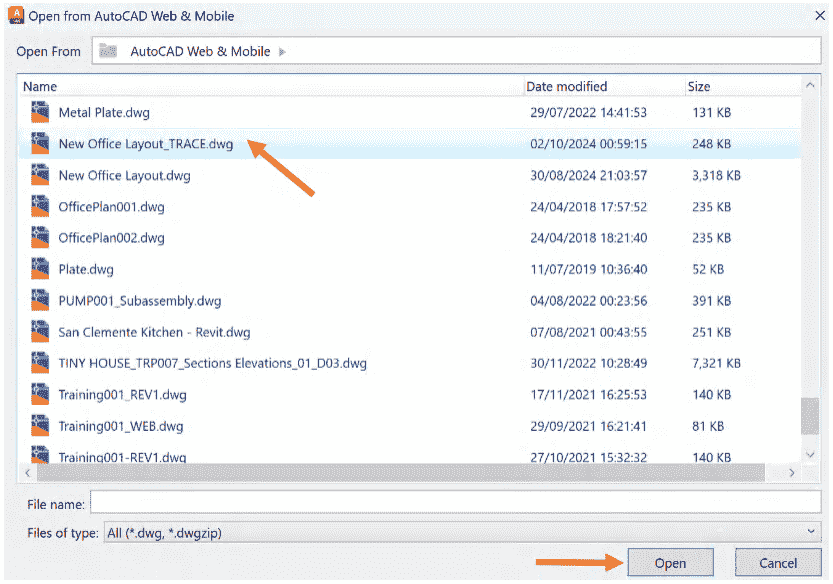 Open from AutoCAD Web & Mobile
Open From AutoCAD Web & Mobile
Name Date modified Size
Metal Plate.dwg 29/07/2022 14:41:53 131 KB
New Office Layout_TRACE.dwg 02/10/2024 00:59:15 248 KB
New Office Layout.dwg 30/08/2024 21:03:57 3,318 KB
OfficePlan001.dwg 24/04/2018 17:57:52 235 KB
OfficePlan002.dwg 24/04/2018 18:21:40 235 KB
Plate.dwg 11/07/2019 10:36:40 52 KB
PUMP001_Subassembly.dwg 04/08/2022 00:23:56 391 KB
San Clemente Kitchen - Revit.dwg 07/08/2021 00:43:55 251 KB
TINY HOUSE_TRP007_Sections Elevations_01_D03.dwg 30/11/2022 10:28:49 7,321 KB
Training001_REV1.dwg 17/11/2021 16:25:53 140 KB
Training001_WEB.dwg 29/09/2021 16:21:41 81 KB
Training001-REV1.dwg 27/10/2021 15:32:32 140 KB
File name:
Files of type: All (*.dwg, *.dwgzip)
Open Cancel